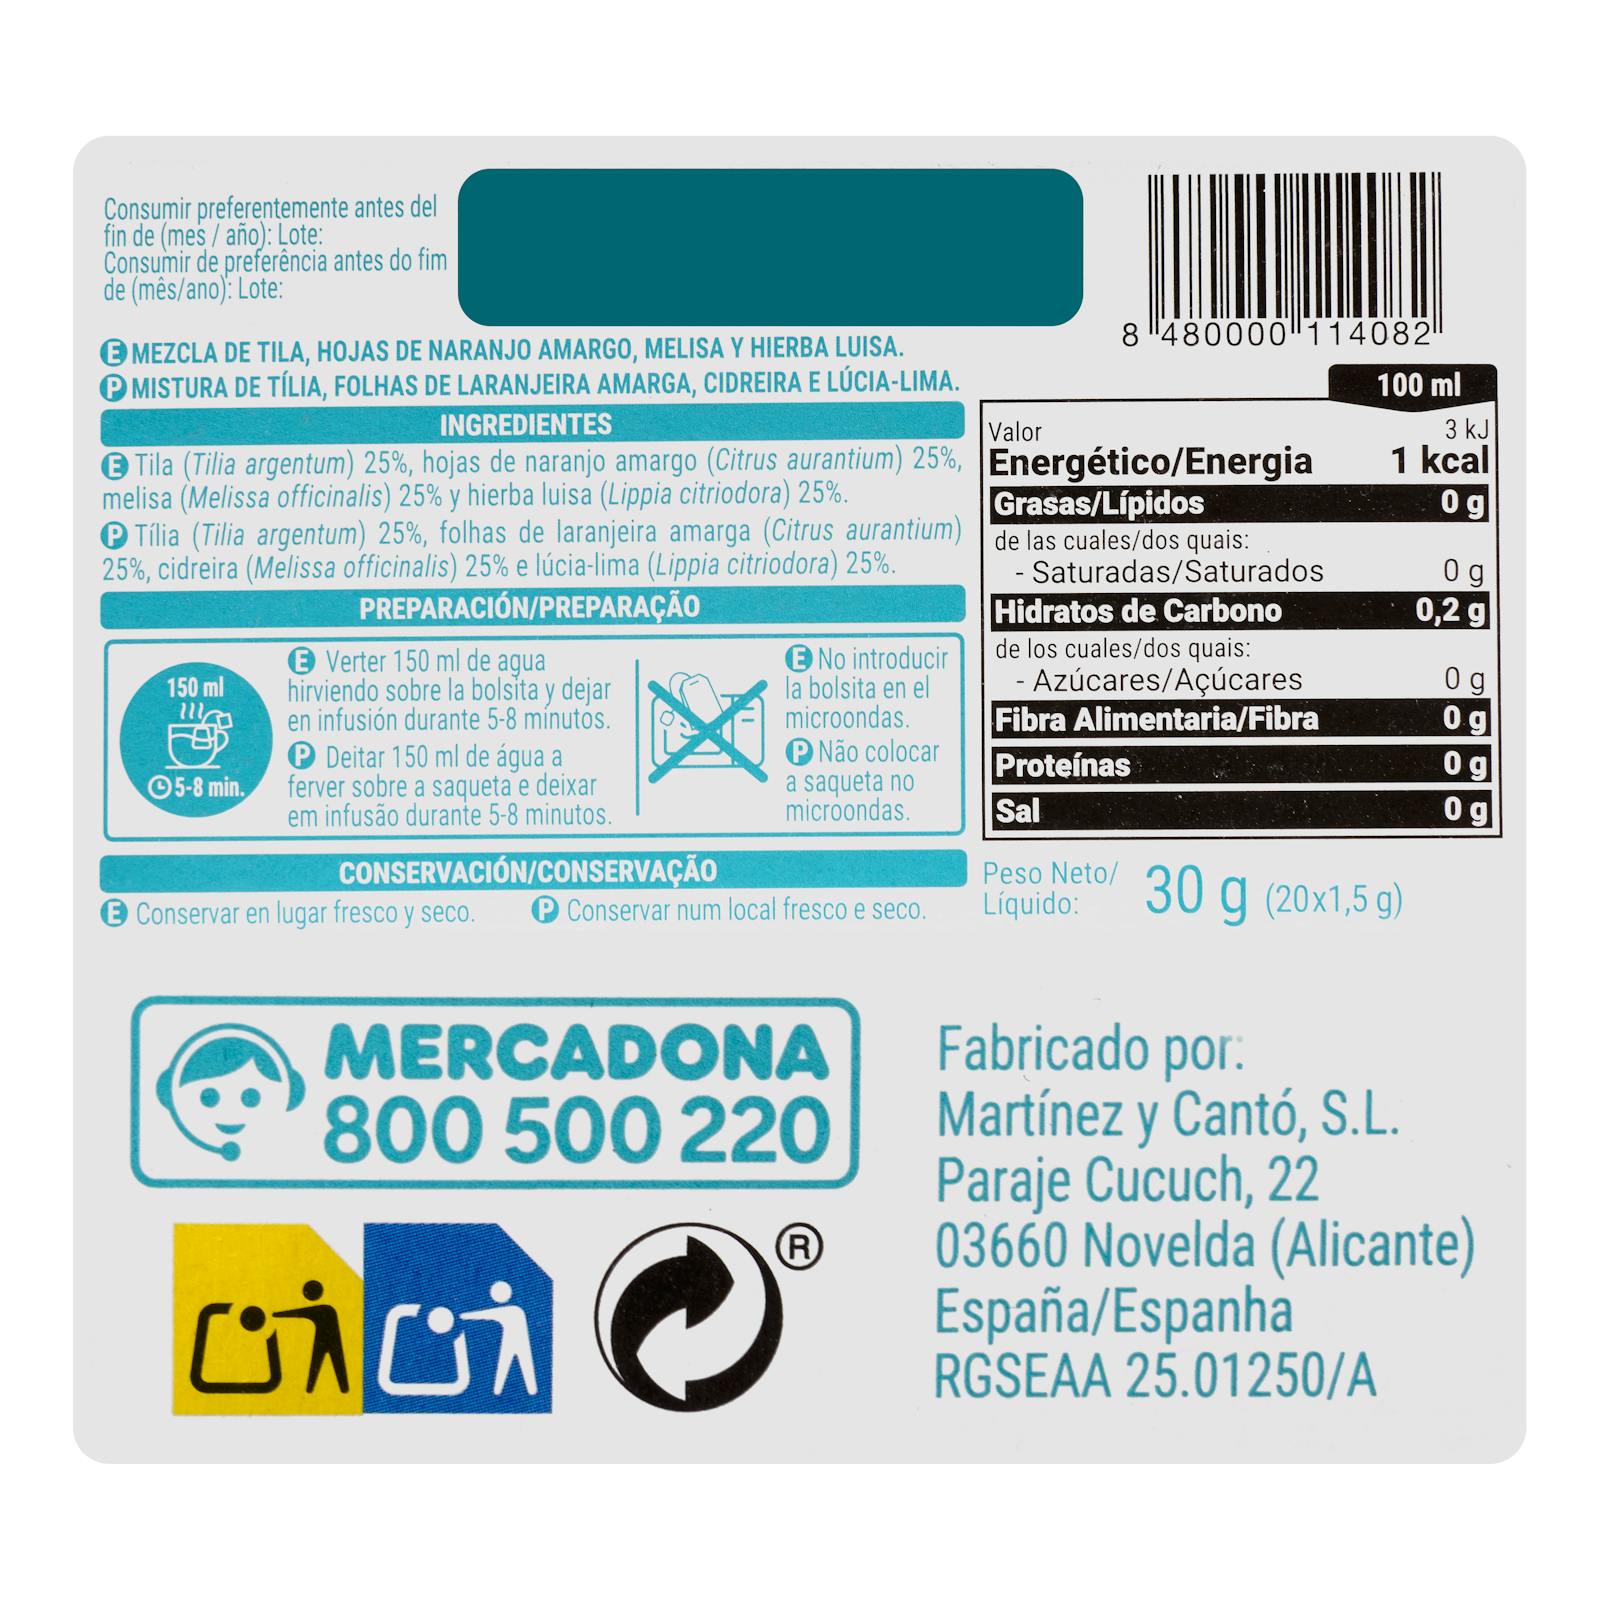 Consumir preferentemente antes del
fin de (mes / año): Lote:
Consumir de preferência antes do fim
de (mês/ano): Lote:
8 480000 114082
E MEZCLA DE TILA, HOJAS DE NARANJO AMARGO, MELISA Y HIERBA LUISA.
P MISTURA DE TÍLIA, FOLHAS DE LARANJEIRA AMARGA, CIDREIRA E LÚCIA-LIMA.
INGREDIENTES
E Tila (Tilia argentum) 25%, hojas de naranjo amargo (Citrus aurantium) 25%,
melisa (Melissa officinalis) 25% y hierba luisa (Lippia citriodora) 25%.
P Tília (Tilia argentum) 25%, folhas de laranjeira amarga (Citrus aurantium)
25%, cidreira (Melissa officinalis) 25% e lúcia-lima (Lippia citriodora) 25%.
PREPARACIÓN/PREPARAÇÃO
150 ml
5-8 min.
E Verter 150 ml de agua
hirviendo sobre la bolsita y dejar
en infusión durante 5-8 minutos.
P Deitar 150 ml de água a
ferver sobre a saqueta e deixar
em infusão durante 5-8 minutos.
E No introducir
la bolsita en el
microondas.
P Não colocar
a saqueta no
microondas.
CONSERVACIÓN/CONSERVAÇÃO
E Conservar en lugar fresco y seco.
P Conservar num local fresco e seco.
100 ml
Valor 3 kJ
Energético/Energia 1 kcal
Grasas/Lípidos 0 g
de las cuales/dos quais:
- Saturadas/Saturados 0 g
Hidratos de Carbono 0,2 g
de los cuales/dos quais:
- Azúcares/Açúcares 0 g
Fibra Alimentaria/Fibra 0 g
Proteínas 0 g
Sal 0 g
Peso Neto/
Líquido: 30 g (20x1,5 g)
MERCADONA
800 500 220
®
Fabricado por:
Martínez y Cantó, S.L.
Paraje Cucuch, 22
03660 Novelda (Alicante)
España/Espanha
RGSEAA 25.01250/A